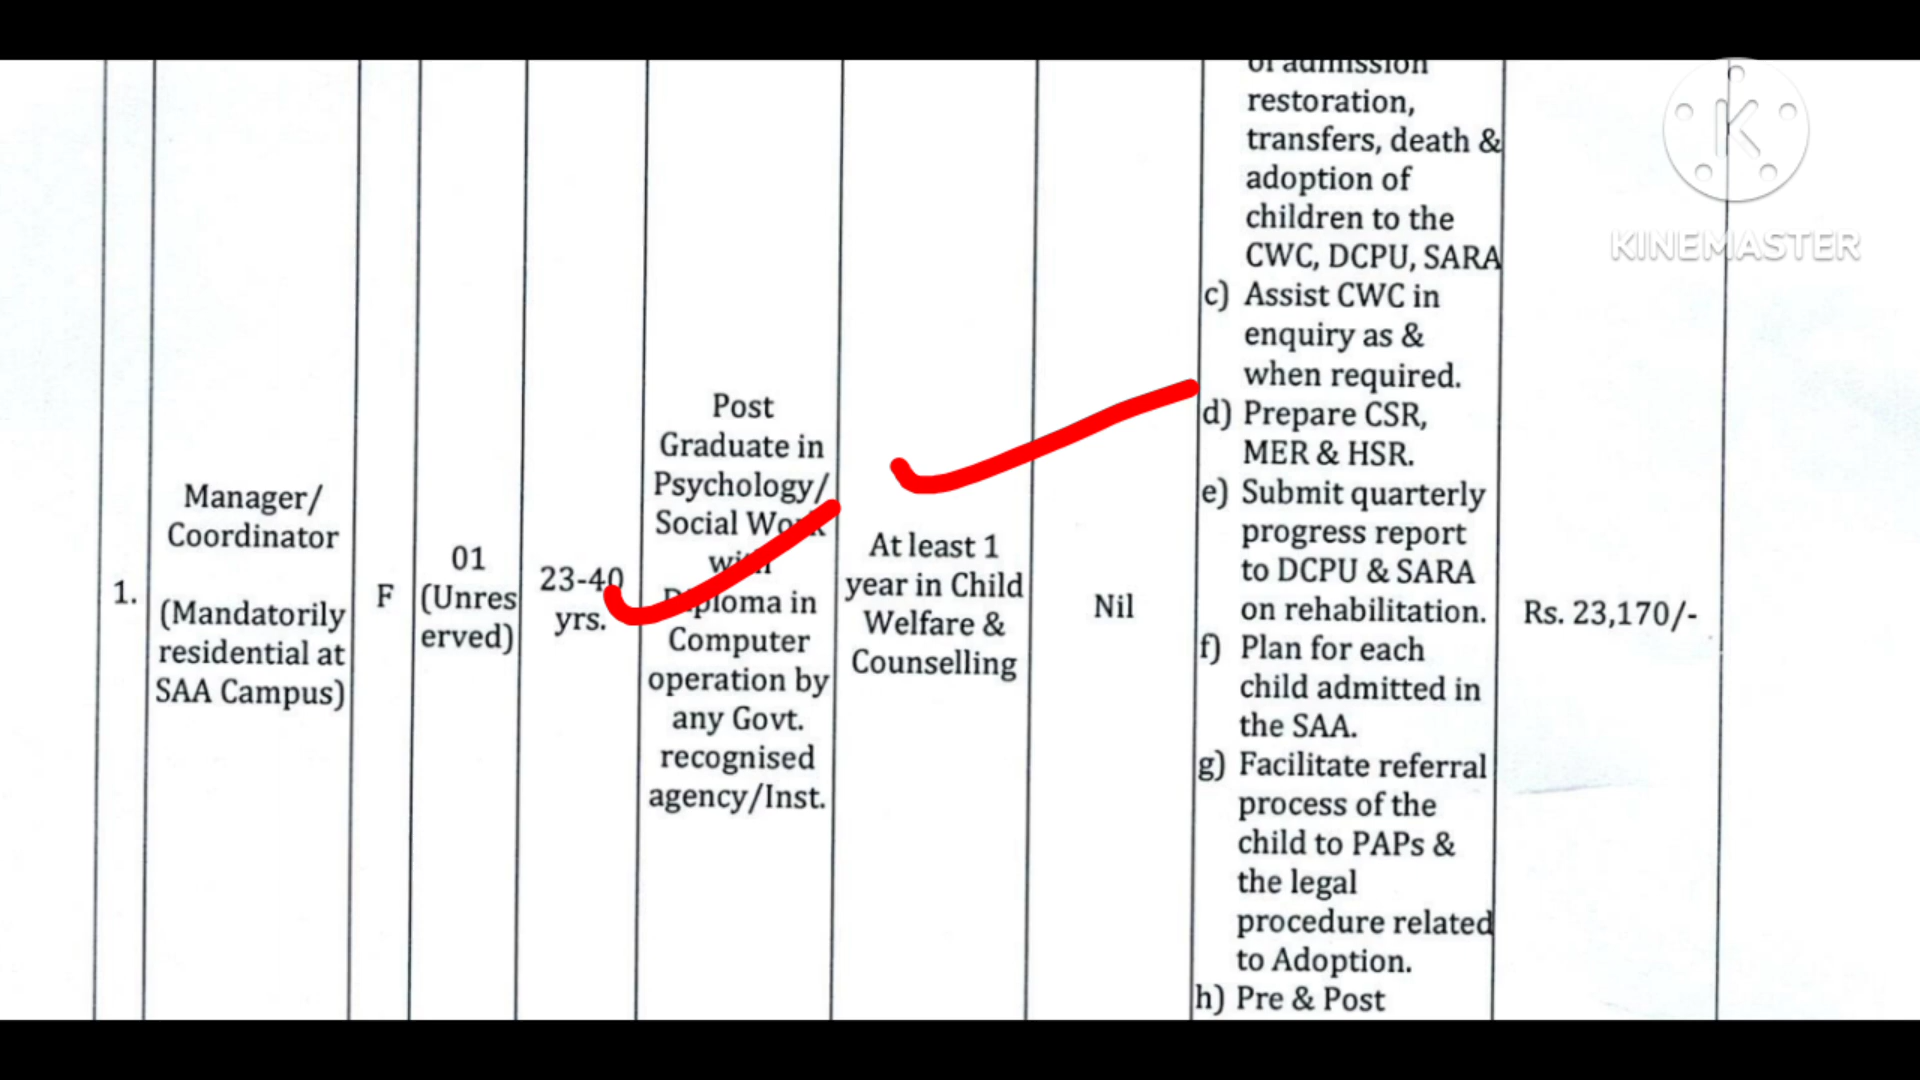 1.
Manager/
Coordinator
(Mandatorily
residential at
SAA Campus)
F
01
(Unres
erved)
23-40
yrs.
Post
Graduate in
Psychology/
Social Work
with
Diploma in
Computer
operation by
any Govt.
recognised
agency/Inst.
At least 1
year in Child
Welfare &
Counselling
Nil
of admission
restoration,
transfers, death &
adoption of
children to the
CWC, DCPU, SARA
c) Assist CWC in
enquiry as &
when required.
d) Prepare CSR,
MER & HSR.
e) Submit quarterly
progress report
to DCPU & SARA
on rehabilitation.
f) Plan for each
child admitted in
the SAA.
g) Facilitate referral
process of the
child to PAPs &
the legal
procedure related
to Adoption.
h) Pre & Post
Rs. 23,170/-
KINEMASTER